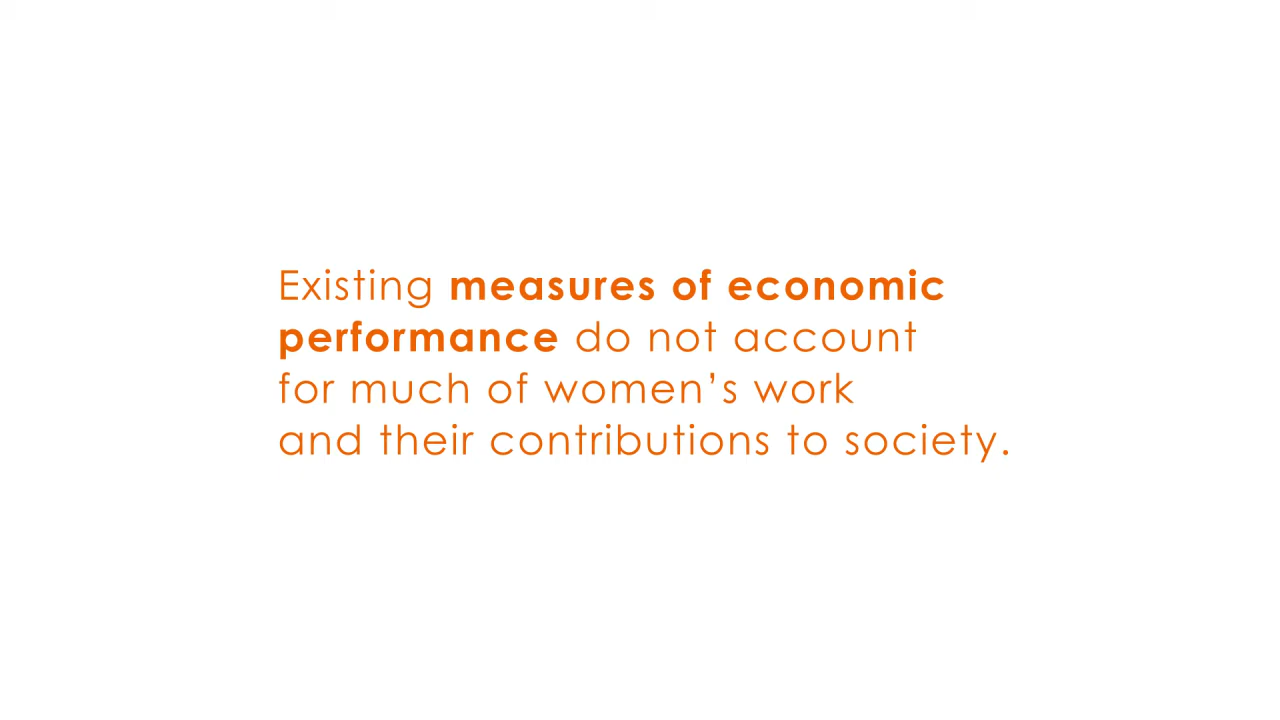 Existing measures of economic
performance do not account
for much of women’s work
and their contributions to society.